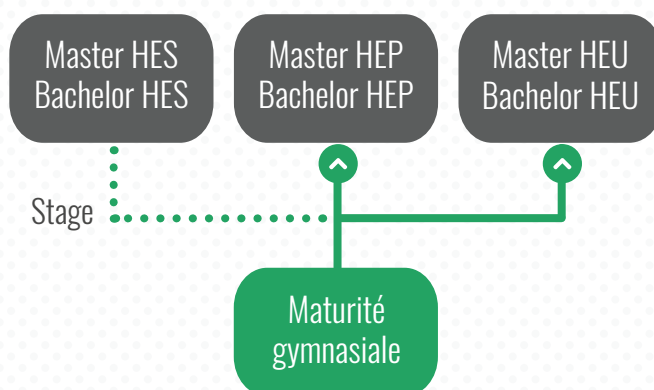 Master HES
Bachelor HES
Master HEP
Bachelor HEP
Master HEU
Bachelor HEU
Stage
Maturité
gymnasiale